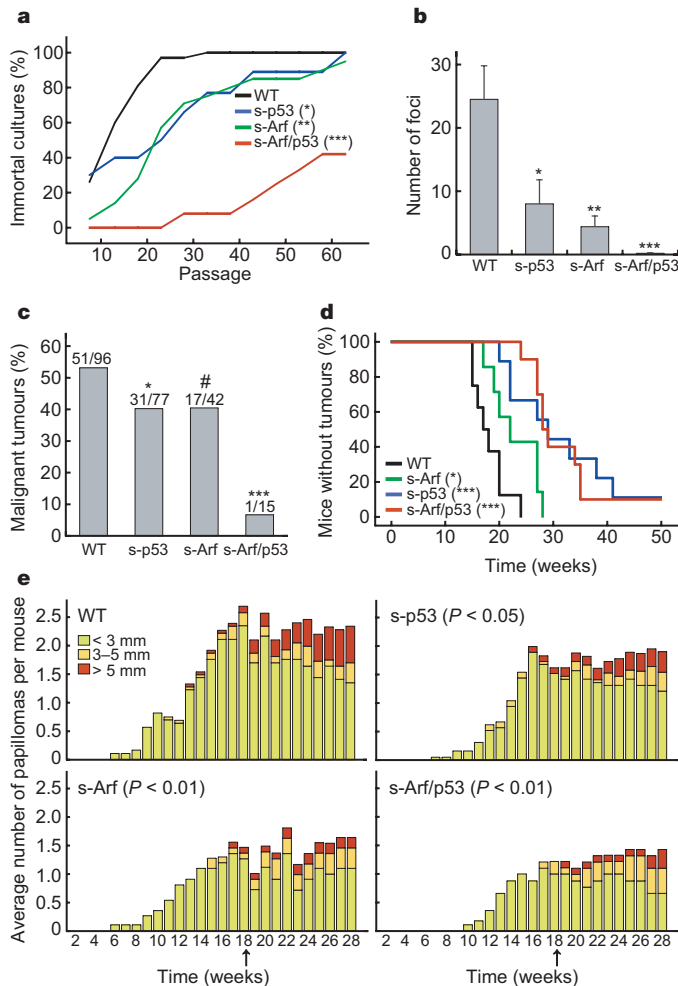 a
Immortal cultures (%)
100
80
60
40
20
0
WT
s-p53 (*)
s-Arf (**)
s-Arf/p53 (***)
0 10 20 30 40 50 60
Passage
b
Number of foci
30
20
10
0
*
**
***
WT s-p53 s-Arf s-Arf/p53
c
Malignant tumours (%)
60
50
40
30
20
10
0
51/96
*
31/77
#
17/42
***
1/15
WT s-p53 s-Arf s-Arf/p53
d
Mice without tumours (%)
100
80
60
40
20
0
WT
s-Arf (*)
s-p53 (***)
s-Arf/p53 (***)
0 10 20 30 40 50
Time (weeks)
e
Average number of papillomas per mouse
WT
< 3 mm
3–5 mm
> 5 mm
2.5
2.0
1.5
1.0
0.5
0
s-p53 (P < 0.05)
s-Arf (P < 0.01)
2.5
2.0
1.5
1.0
0.5
0
2 4 6 8 10 12 14 16 18 20 22 24 26 28
Time (weeks)
s-Arf/p53 (P < 0.01)
2 4 6 8 10 12 14 16 18 20 22 24 26 28
Time (weeks)